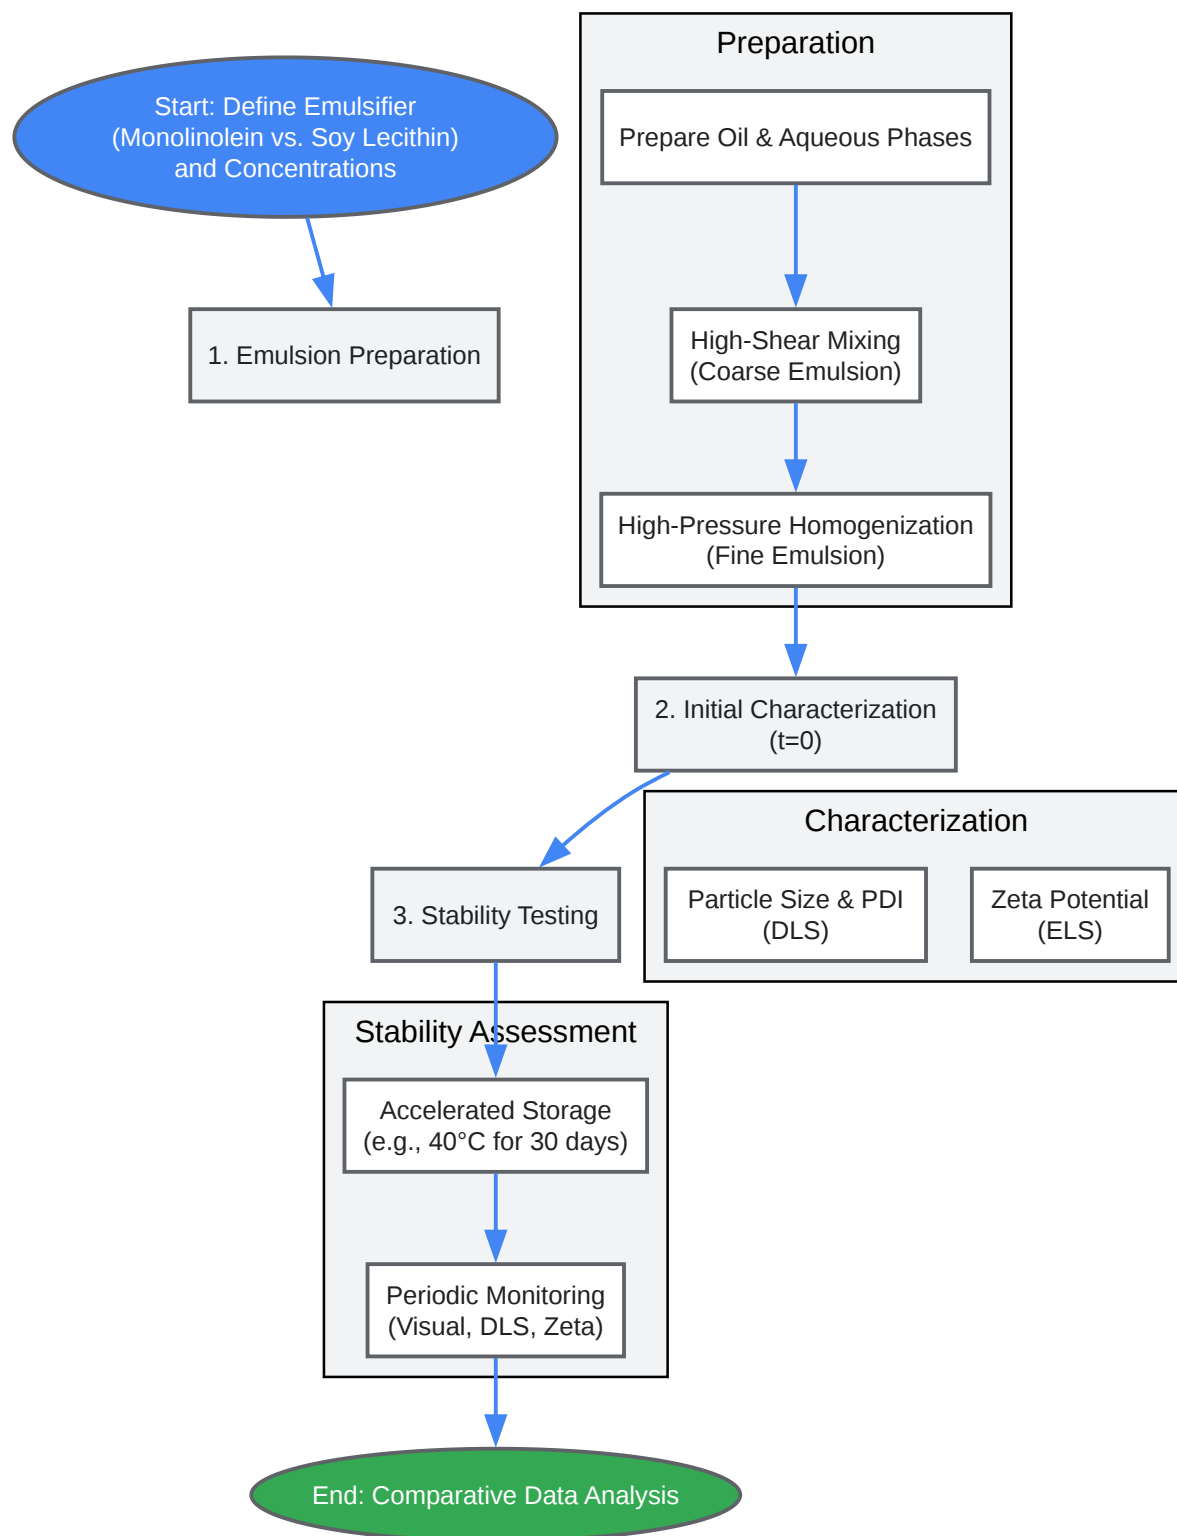 Preparation
Start: Define Emulsifier
(Monolinolein vs. Soy Lecithin)
and Concentrations
Prepare Oil & Aqueous Phases
1. Emulsion Preparation
High-Shear Mixing
(Coarse Emulsion)
High-Pressure Homogenization
(Fine Emulsion)
2. Initial Characterization
(t=0)
Characterization
3. Stability Testing
Particle Size & PDI
(DLS)
Zeta Potential
(ELS)
Stability Assessment
Accelerated Storage
(e.g., 40°C for 30 days)
Periodic Monitoring
(Visual, DLS, Zeta)
End: Comparative Data Analysis